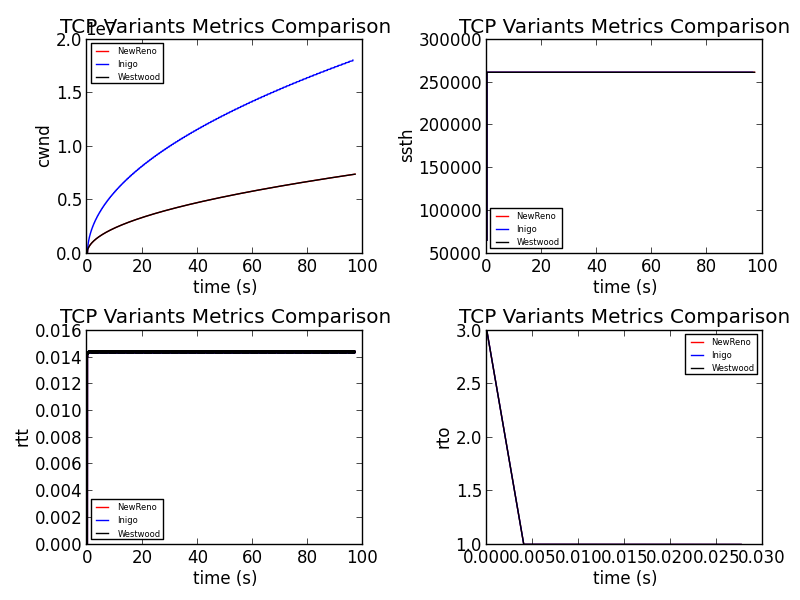 TCP Variants Metrics Comparison
1e7
2.0
1.5
1.0
0.5
0.0
cwnd
NewReno
Inigo
Westwood
0 20 40 60 80 100
time (s)
TCP Variants Metrics Comparison
300000
250000
200000
150000
100000
50000
ssth
NewReno
Inigo
Westwood
0 20 40 60 80 100
time (s)
TCP Variants Metrics Comparison
0.016
0.014
0.012
0.010
0.008
0.006
0.004
0.002
0.000
rtt
NewReno
Inigo
Westwood
0 20 40 60 80 100
time (s)
TCP Variants Metrics Comparison
3.0
2.5
2.0
1.5
1.0
rto
NewReno
Inigo
Westwood
0.000 0.005 0.010 0.015 0.020 0.025 0.030
time (s)